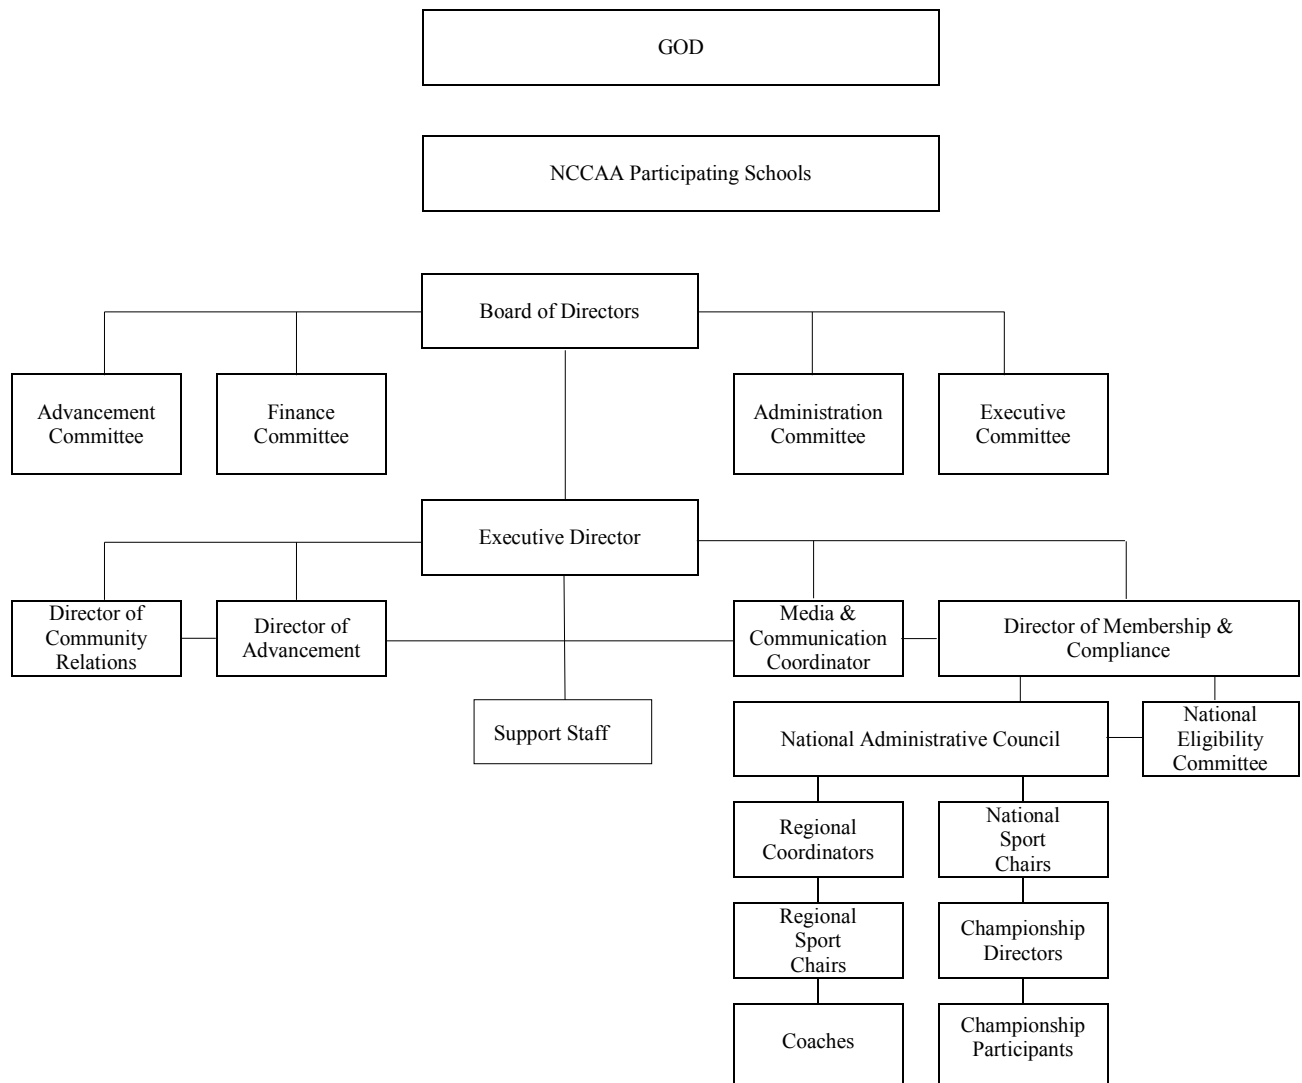 GOD
NCCAA Participating Schools
Board of Directors
Advancement
Committee
Finance
Committee
Administration
Committee
Executive
Committee
Executive Director
Director of
Community
Relations
Director of
Advancement
Media &
Communication
Coordinator
Director of Membership &
Compliance
Support Staff
National Administrative Council
National
Eligibility
Committee
Regional
Coordinators
National
Sport
Chairs
Regional
Sport
Chairs
Championship
Directors
Coaches
Championship
Participants